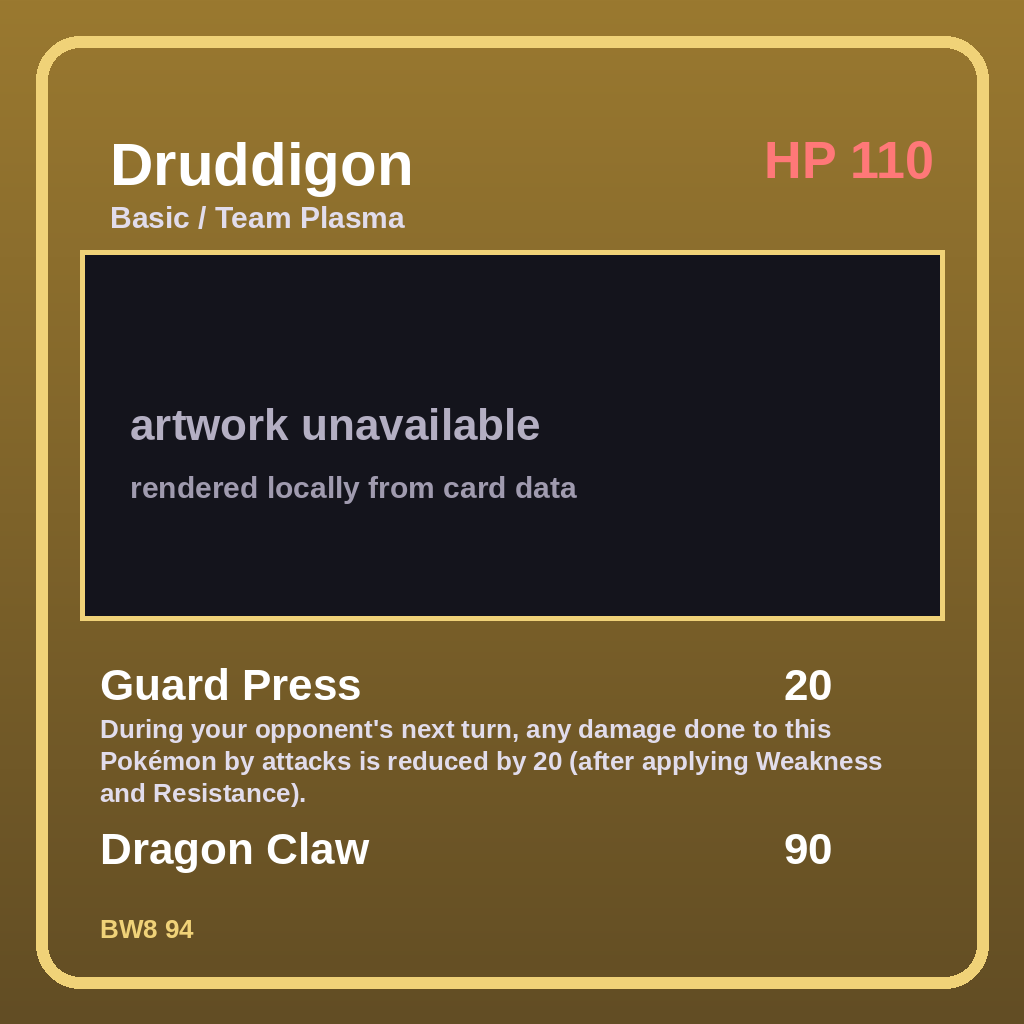 Druddigon
HP 110
Basic / Team Plasma
artwork unavailable
rendered locally from card data
Guard Press 20
During your opponent's next turn, any damage done to this
Pokémon by attacks is reduced by 20 (after applying Weakness
and Resistance).
Dragon Claw 90
BW8 94